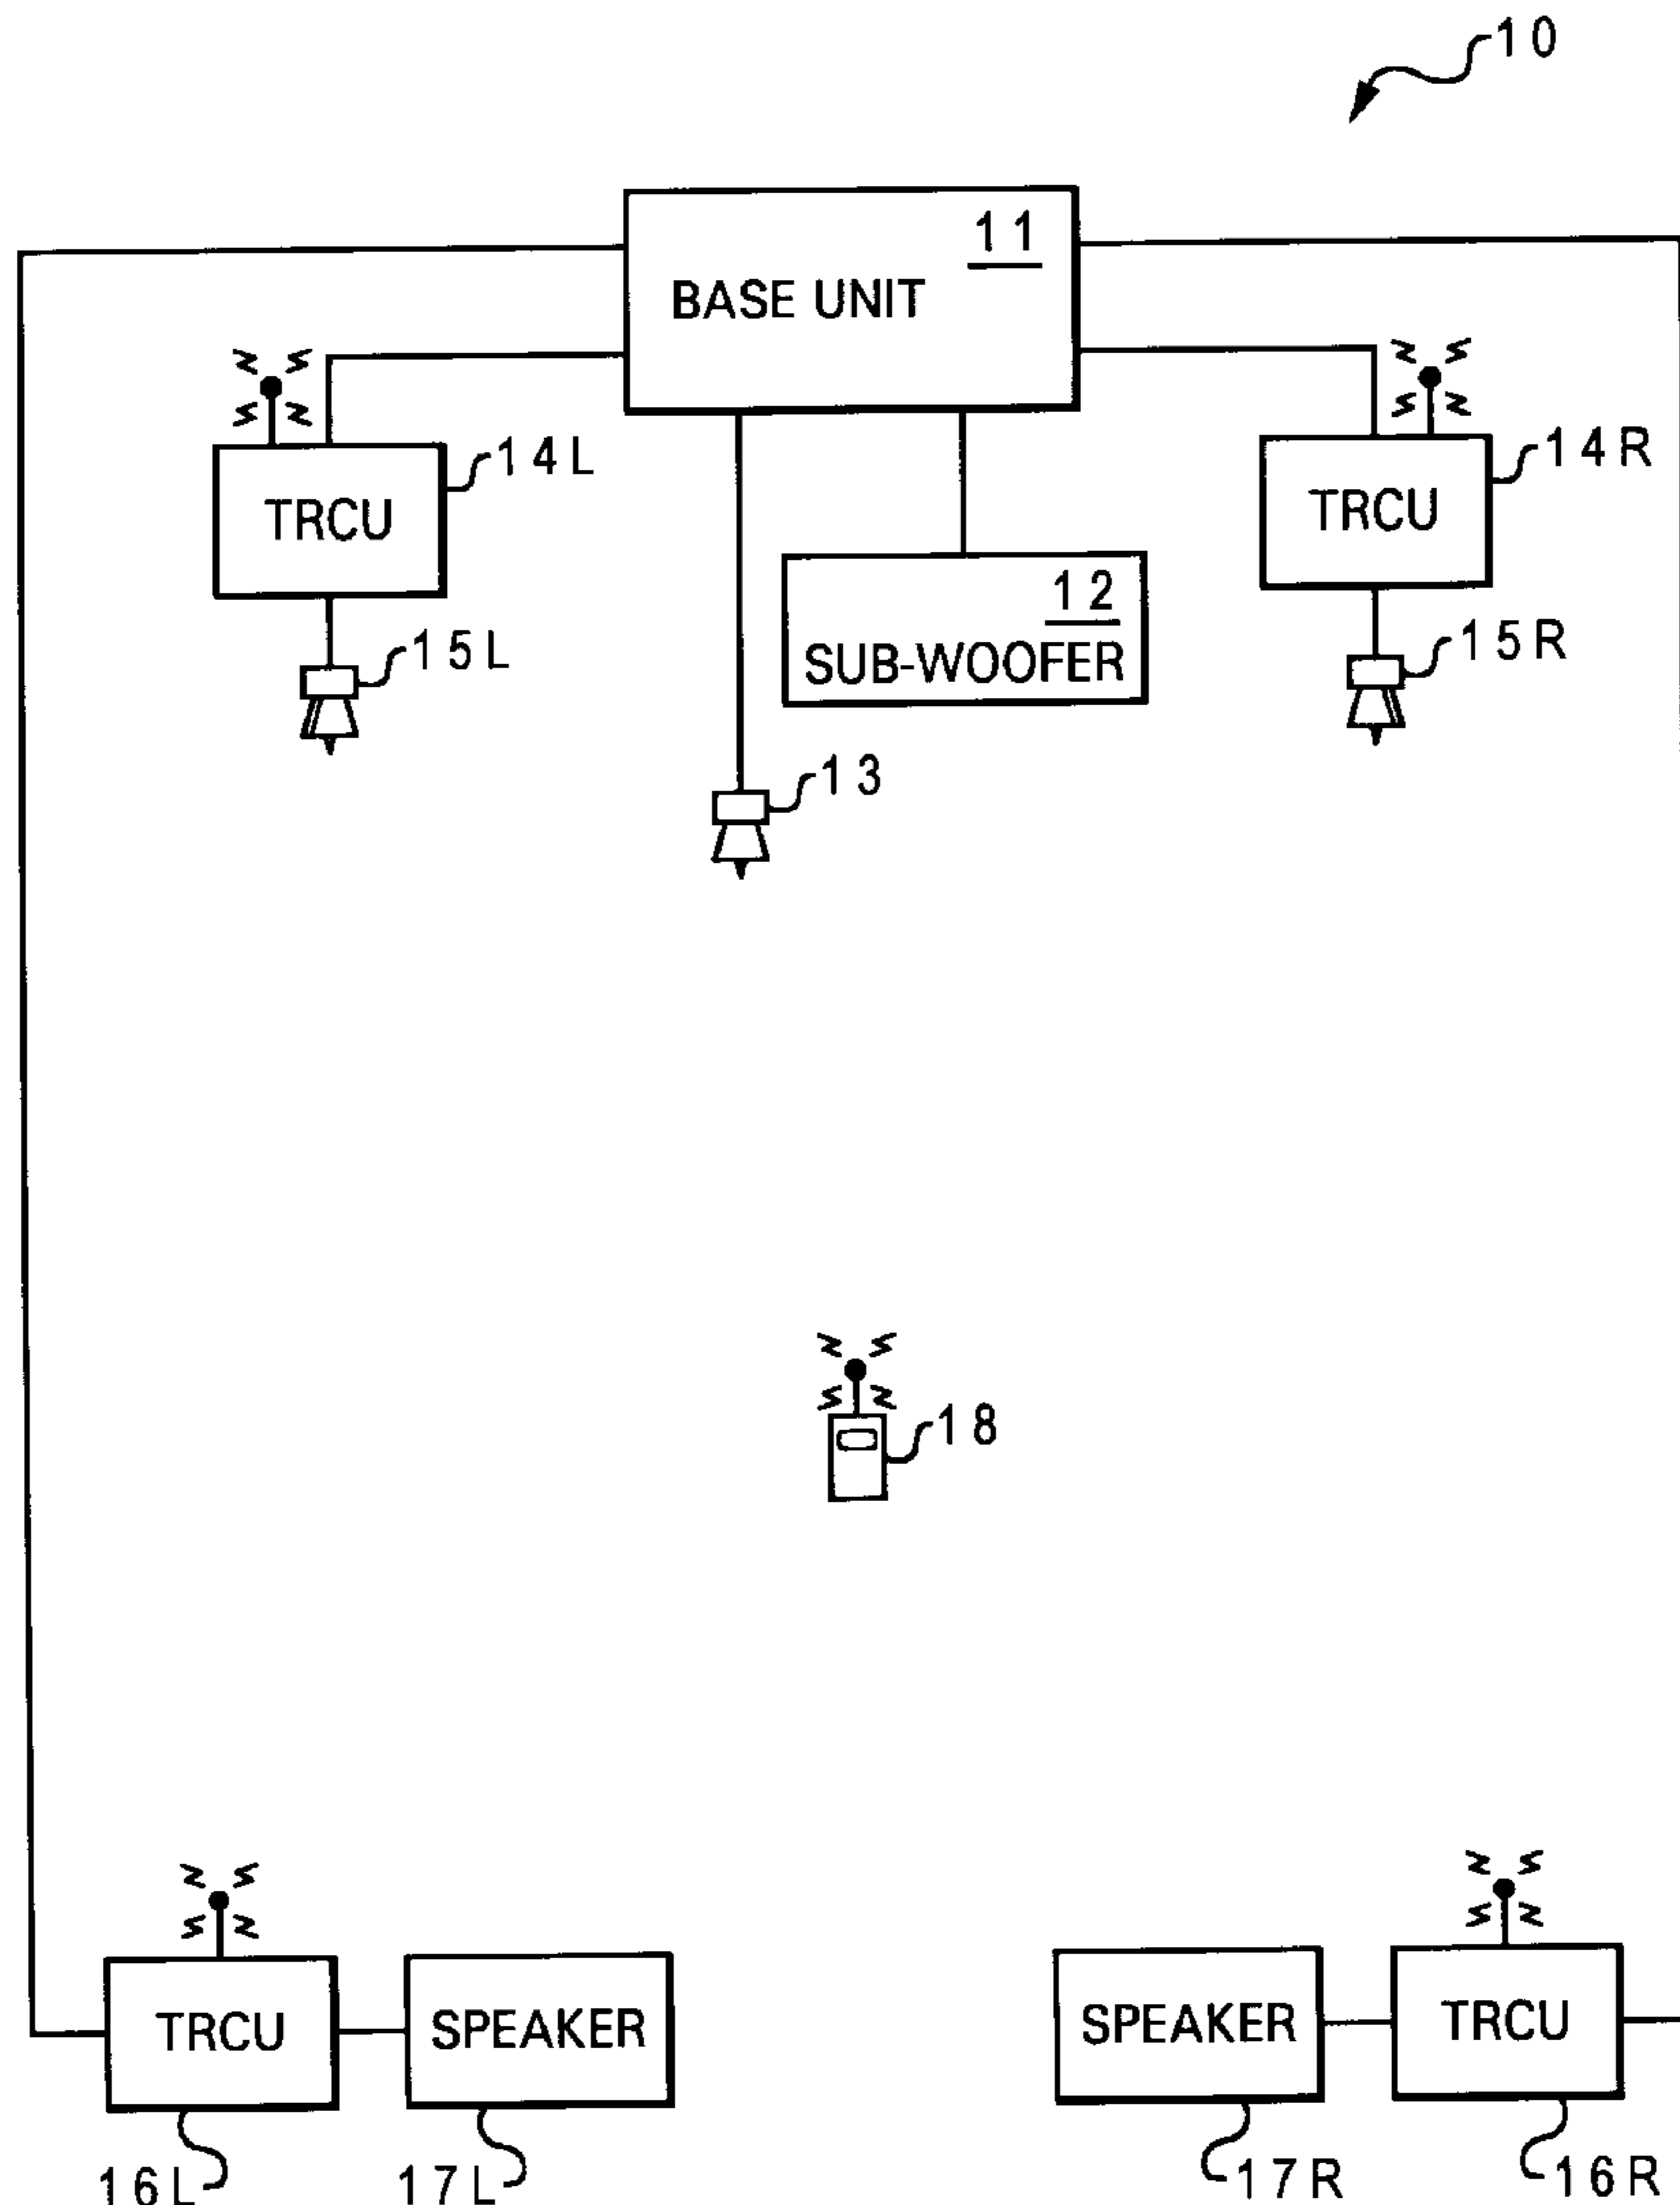 10
11
BASE UNIT
14L
14R
TRCU
TRCU
12
SUB-WOOFER
15L
15R
13
18
TRCU
SPEAKER
SPEAKER
TRCU
16L
17L
17R
16R